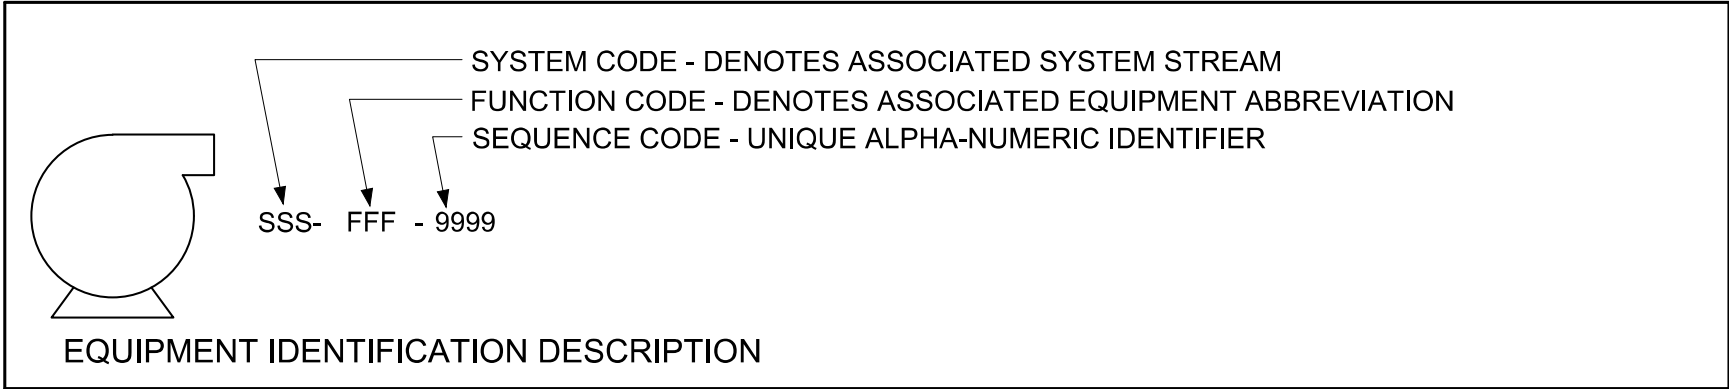 SYSTEM CODE - DENOTES ASSOCIATED SYSTEM STREAM
FUNCTION CODE - DENOTES ASSOCIATED EQUIPMENT ABBREVIATION
SEQUENCE CODE - UNIQUE ALPHA-NUMERIC IDENTIFIER
SSS- FFF - 9999
EQUIPMENT IDENTIFICATION DESCRIPTION